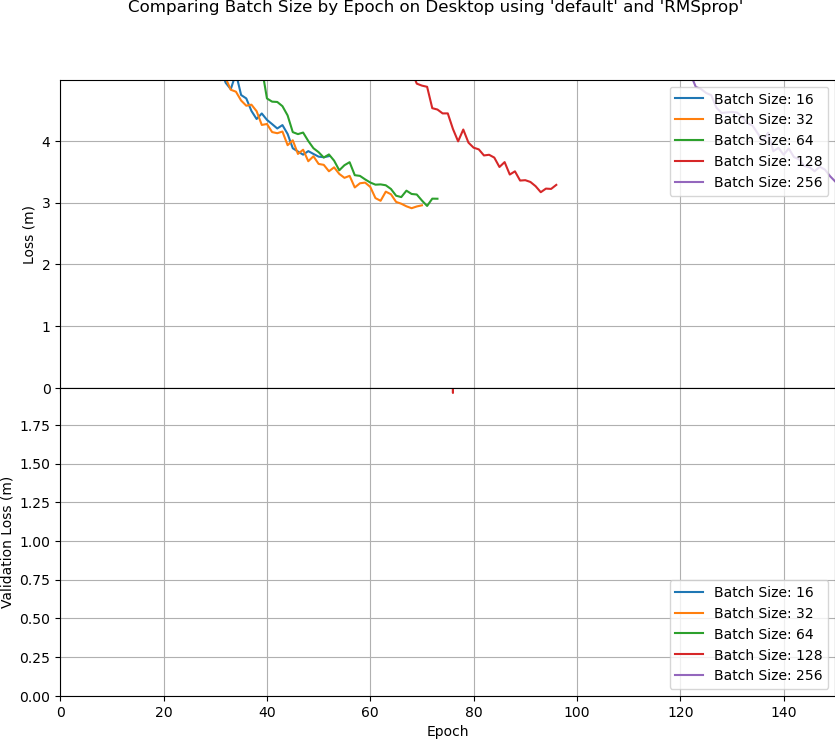 Comparing Batch Size by Epoch on Desktop using 'default' and 'RMSprop'
Loss (m)
4
3
2
1
0
Batch Size: 16
Batch Size: 32
Batch Size: 64
Batch Size: 128
Batch Size: 256
Validation Loss (m)
1.75
1.50
1.25
1.00
0.75
0.50
0.25
0.00
Batch Size: 16
Batch Size: 32
Batch Size: 64
Batch Size: 128
Batch Size: 256
0 20 40 60 80 100 120 140
Epoch